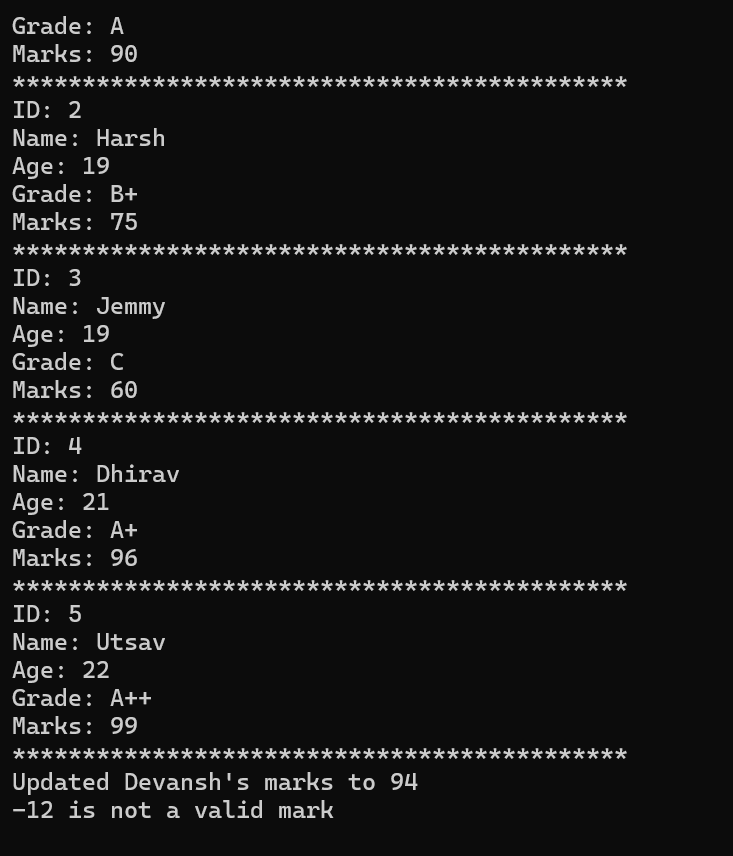 Grade: A
Marks: 90
********************************************
ID: 2
Name: Harsh
Age: 19
Grade: B+
Marks: 75
********************************************
ID: 3
Name: Jemmy
Age: 19
Grade: C
Marks: 60
********************************************
ID: 4
Name: Dhirav
Age: 21
Grade: A+
Marks: 96
********************************************
ID: 5
Name: Utsav
Age: 22
Grade: A++
Marks: 99
********************************************
Updated Devansh's marks to 94
-12 is not a valid mark